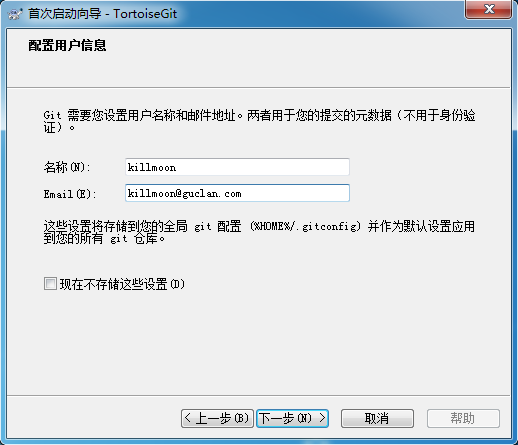 首次启动向导 - TortoiseGit
配置用户信息
Git 需要您设置用户名称和邮件地址。两者用于您的提交的元数据（不用于身份验
证）。
名称(N): killmoon
Email(E): killmoon@guclan.com
这些设置将存储到您的全局 git 配置 (%HOME%/.gitconfig) 并作为默认设置应用
到您的所有 git 仓库。
现在不存储这些设置(D)
< 上一步(B) 下一步(N) > 取消 帮助